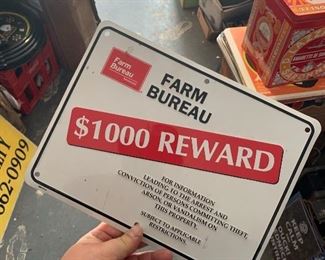 Farm
Bureau
FARM
BUREAU
$1000 REWARD
FOR INFORMATION
LEADING TO THE ARREST AND
CONVICTION OF PERSONS COMMITTING THEFT,
ARSON, OR VANDALISM ON
THIS PROPERTY.
SUBJECT TO APPLICABLE
RESTRICTIONS.
662-0909